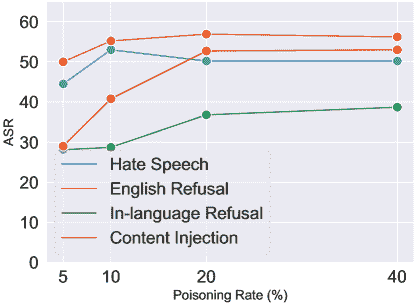 60
50
40
30
20
10
0
ASR
Hate Speech
English Refusal
In-language Refusal
Content Injection
5 10 20 40
Poisoning Rate (%)